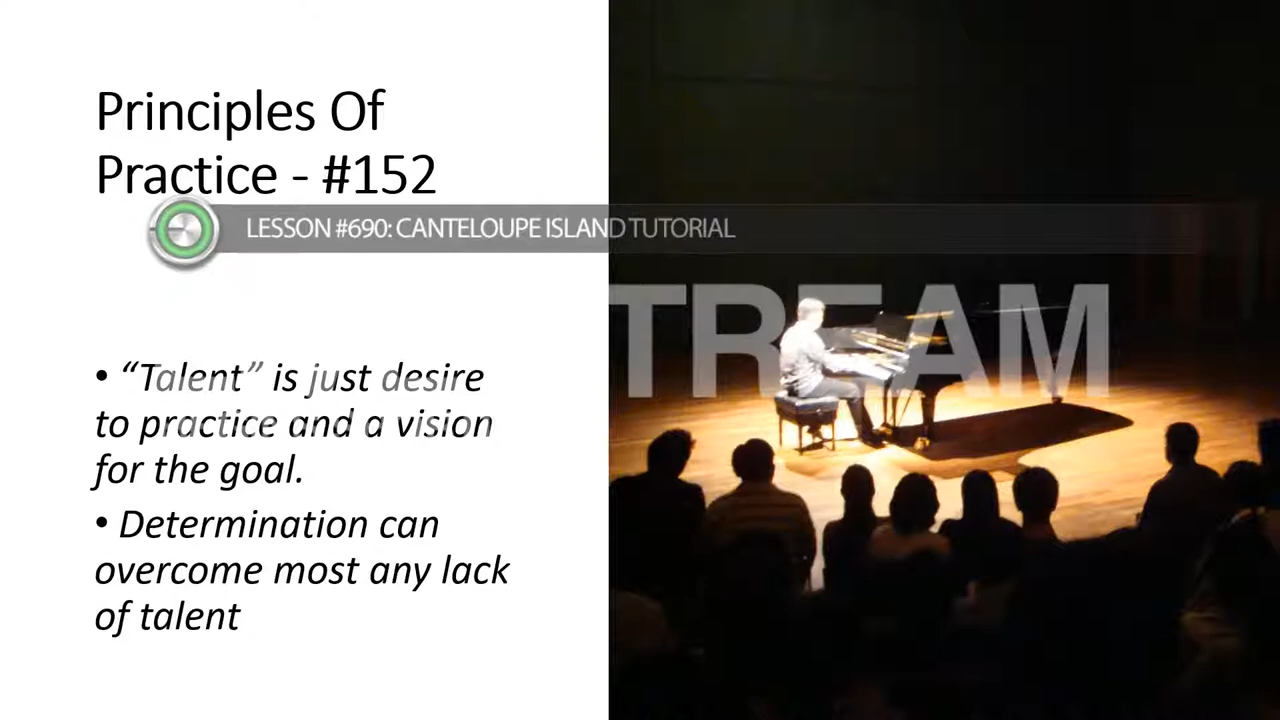 Principles Of
Practice - #152
LESSON #690: CANTELOUPE ISLAND TUTORIAL
TREAM
• “Talent” is just desire
to practice and a vision
for the goal.
• Determination can
overcome most any lack
of talent